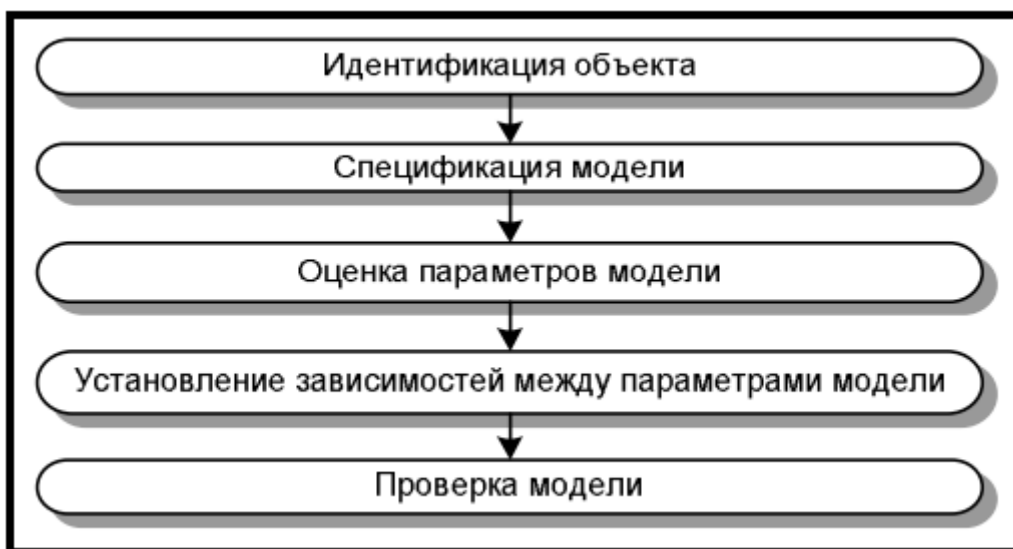 Идентификация объекта
Спецификация модели
Оценка параметров модели
Установление зависимостей между параметрами модели
Проверка модели